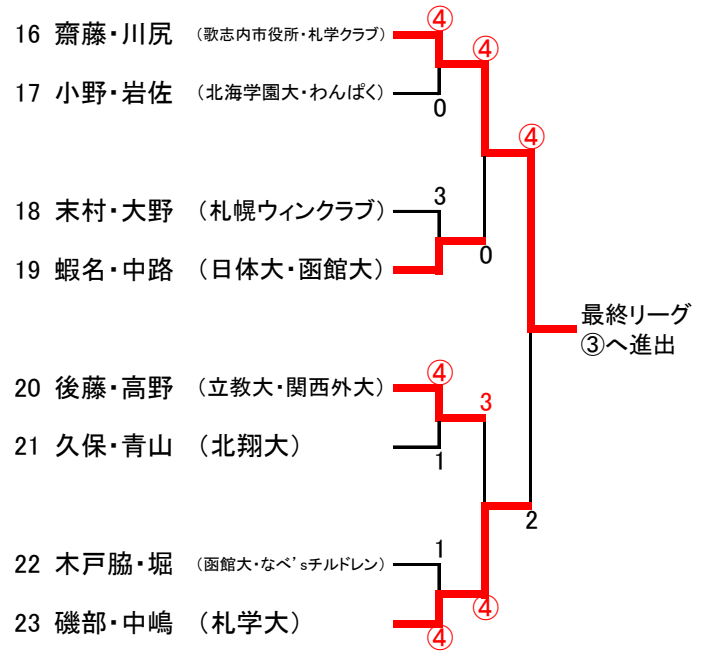 16 齋藤・川尻 （歌志内市役所・札学クラブ） ④
④
17 小野・岩佐 （北海学園大・わんぱく） 0
④
18 末村・大野 （札幌ウィンクラブ） 3
0
19 蝦名・中路 （日体大・函館大）
最終リーグ
③へ進出
20 後藤・高野 （立教大・関西外大） ④
3
21 久保・青山 （北翔大） 1
2
22 木戸脇・堀 （函館大・なべ’sチルドレン） 1
④
23 磯部・中嶋 （札学大） ④